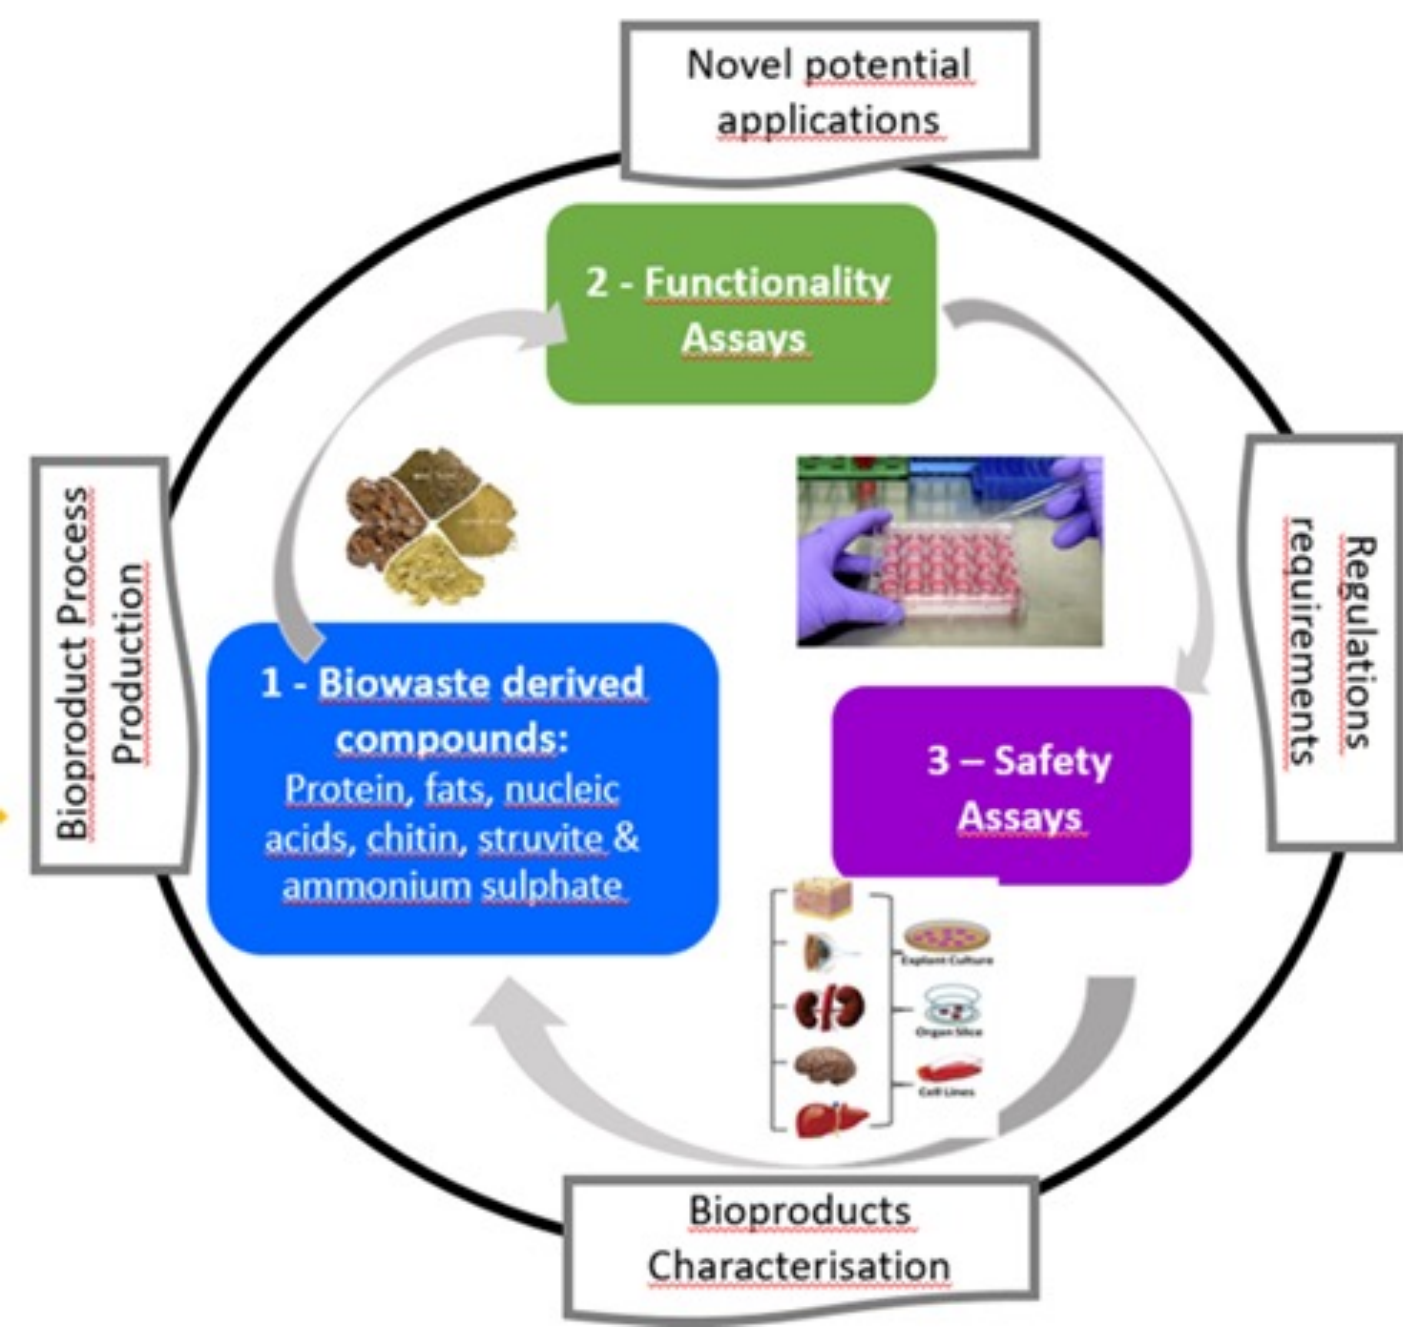 Novel potential
applications
2 - Functionality
Assays
Bioproduct Process
Production
Regulations
requirements
1 - Biowaste derived
compounds:
Protein, fats, nucleic
acids, chitin, struvite &
ammonium sulphate
3 – Safety
Assays
Explant Culture
Organ Slice
Cell Lines
Bioproducts
Characterisation